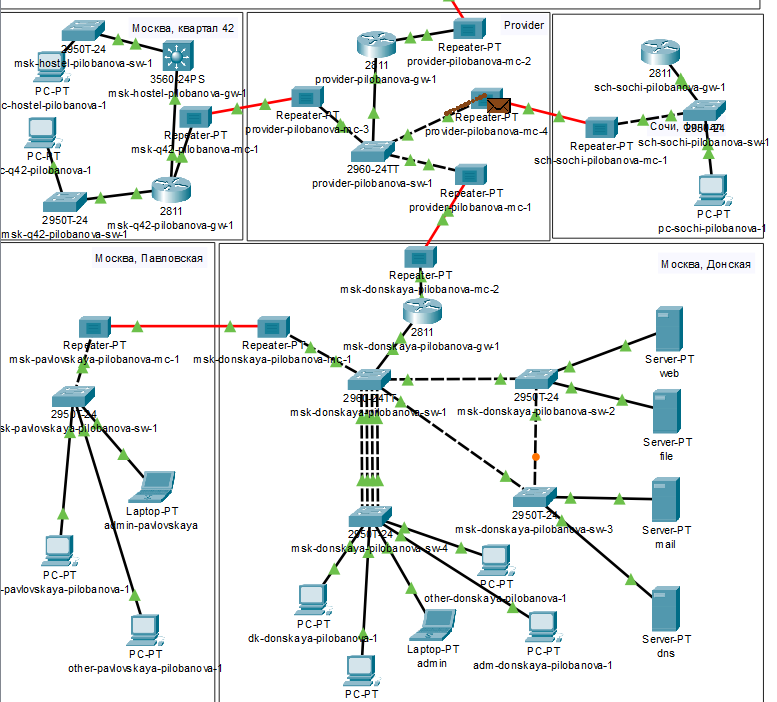 Москва, квартал 42
2950T-24
msk-hostel-pilobanova-sw-1
PC-PT
c-hostel-pilobanova-1
3560-24PS
msk-hostel-pilobanova-gw-1
Repeater-PT
msk-q42-pilobanova-mc-1
PC-PT
c-q42-pilobanova-1
2950T-24
msk-q42-pilobanova-sw-1
2811
msk-q42-pilobanova-gw-1
Provider
Repeater-PT
provider-pilobanova-mc-2
2811
provider-pilobanova-gw-1
Repeater-PT
provider-pilobanova-mc-3
Repeater-PT
provider-pilobanova-mc-4
2960-24TT
provider-pilobanova-sw-1
Repeater-PT
provider-pilobanova-mc-1
2811
sch-sochi-pilobanova-gw-1
Сочи,
2950T-24
sch-sochi-pilobanova-sw-1
Repeater-PT
sch-sochi-pilobanova-mc-1
PC-PT
pc-sochi-pilobanova-1
Москва, Павловская
Repeater-PT
msk-pavlovskaya-pilobanova-mc-1
2950T-24
sk-pavlovskaya-pilobanova-sw-1
Laptop-PT
admin-pavlovskaya
PC-PT
-pavlovskaya-pilobanova-1
PC-PT
other-pavlovskaya-pilobanova-1
Москва, Донская
Repeater-PT
msk-donskaya-pilobanova-mc-2
2811
msk-donskaya-pilobanova-gw-1
Repeater-PT
msk-donskaya-pilobanova-mc-1
2960-24TT
msk-donskaya-pilobanova-sw-1
2950T-24
msk-donskaya-pilobanova-sw-2
Server-PT
web
Server-PT
file
2950T-24
msk-donskaya-pilobanova-sw-3
Server-PT
mail
2950T-24
msk-donskaya-pilobanova-sw-4
PC-PT
other-donskaya-pilobanova-1
PC-PT
dk-donskaya-pilobanova-1
Laptop-PT
admin
PC-PT
adm-donskaya-pilobanova-1
Server-PT
dns
PC-PT